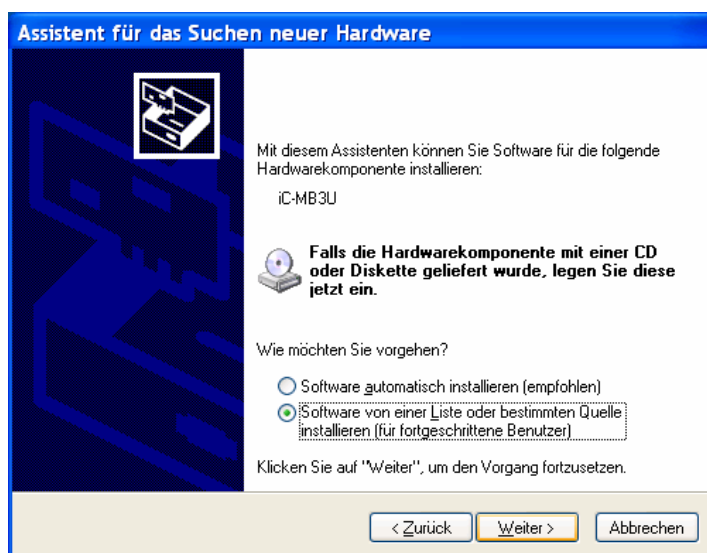 Assistent für das Suchen neuer Hardware
Mit diesem Assistenten können Sie Software für die folgende
Hardwarekomponente installieren:
iC-MB3U
Falls die Hardwarekomponente mit einer CD
oder Diskette geliefert wurde, legen Sie diese
jetzt ein.
Wie möchten Sie vorgehen?
Software automatisch installieren (empfohlen)
Software von einer Liste oder bestimmten Quelle
installieren (für fortgeschrittene Benutzer)
Klicken Sie auf "Weiter", um den Vorgang fortzusetzen.
< Zurück Weiter > Abbrechen